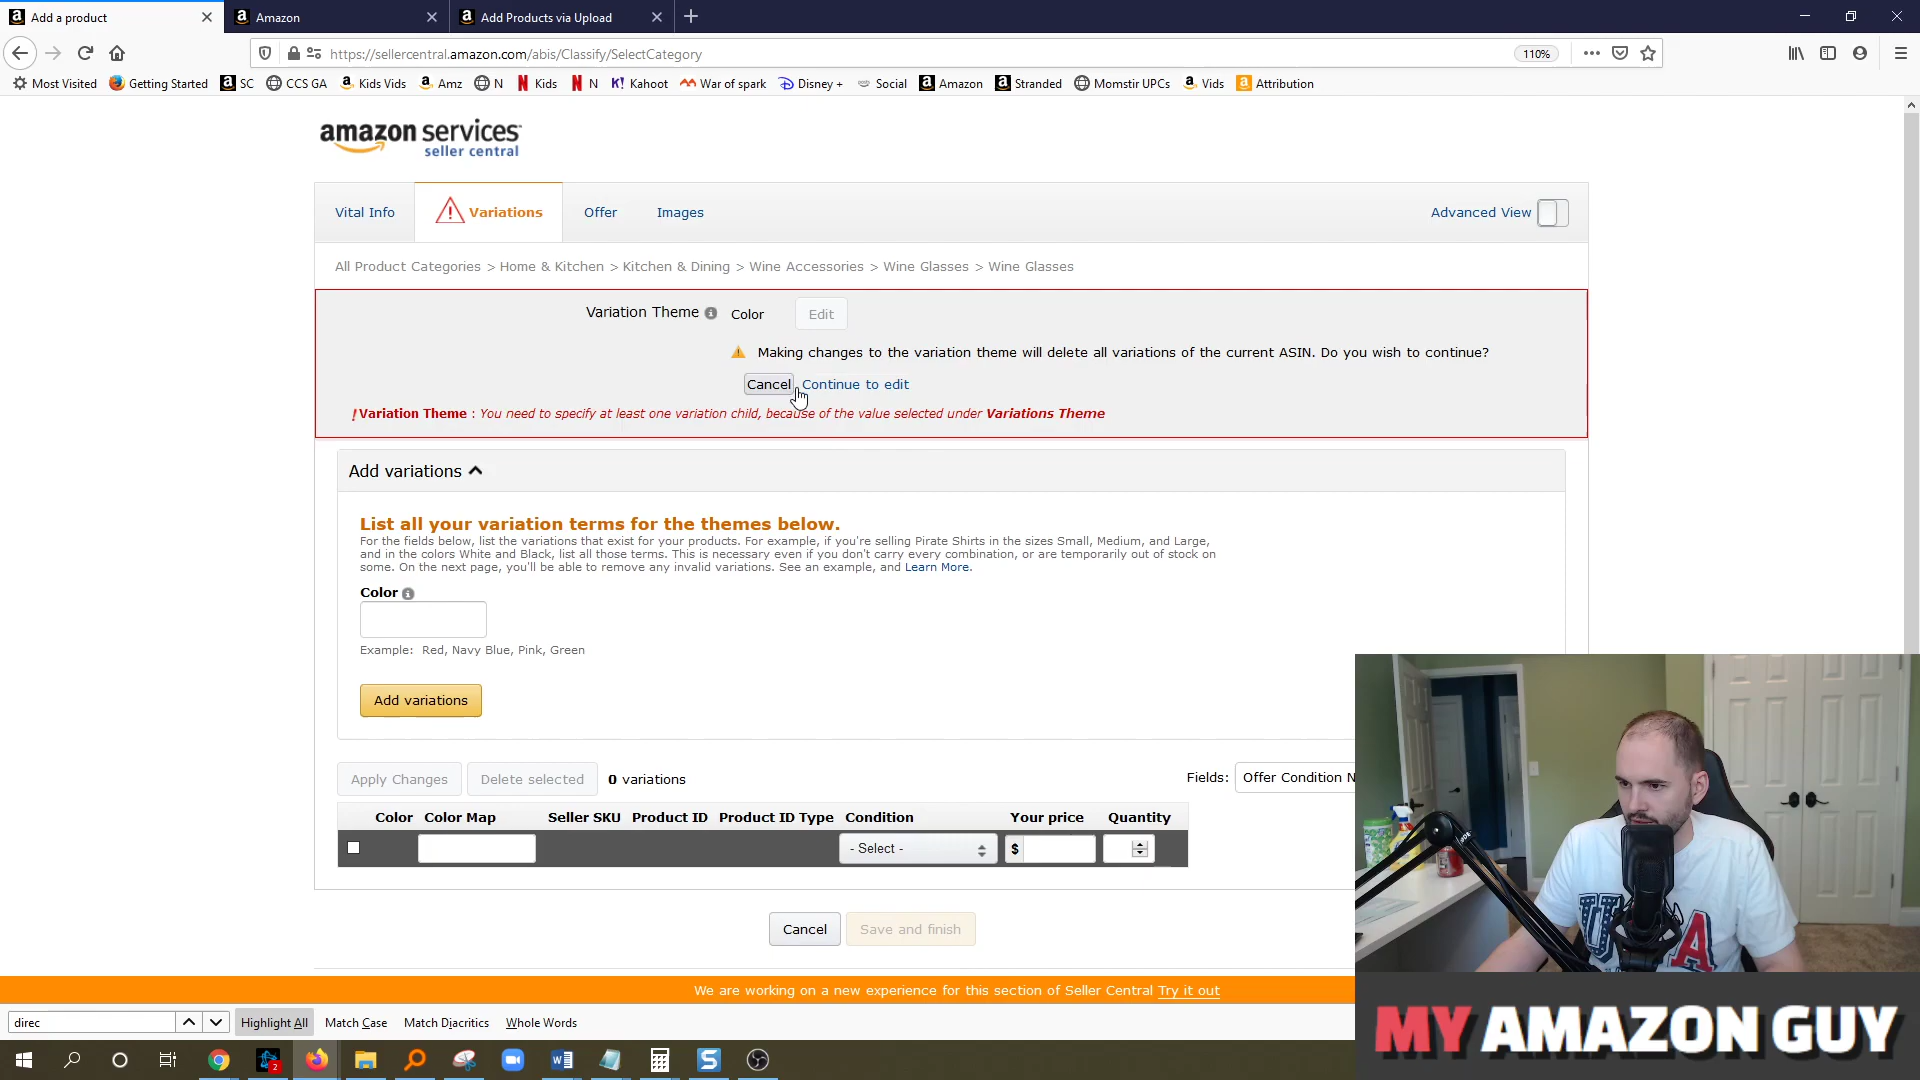 Add a product
Amazon
Add Products via Upload
https://sellercentral.amazon.com/abis/Classify/SelectCategory
110%
Most Visited
Getting Started
SC
CCS GA
Kids Vids
Amz
N
Kids
N
Kahoot
War of spark
Disney +
Social
Amazon
Stranded
Momstir UPCs
Vids
Attribution
amazon services
seller central
Vital Info
Variations
Offer
Images
Advanced View
All Product Categories > Home & Kitchen > Kitchen & Dining > Wine Accessories > Wine Glasses > Wine Glasses
Variation Theme
Color
Edit
Making changes to the variation theme will delete all variations of the current ASIN. Do you wish to continue?
Cancel
Continue to edit
! Variation Theme : You need to specify at least one variation child, because of the value selected under Variations Theme
Add variations
List all your variation terms for the themes below.
For the fields below, list the variations that exist for your products. For example, if you're selling Pirate Shirts in the sizes Small, Medium, and Large,
and in the colors White and Black, list all those terms. This is necessary even if you don't carry every combination, or are temporarily out of stock on
some. On the next page, you'll be able to remove any invalid variations. See an example, and Learn More.
Color
Example: Red, Navy Blue, Pink, Green
Add variations
Apply Changes
Delete selected
0 variations
Fields:
Offer Condition N
Color
Color Map
Seller SKU
Product ID
Product ID Type
Condition
Your price
Quantity
- Select -
$
Cancel
Save and finish
We are working on a new experience for this section of Seller Central Try it out
direc
Highlight All
Match Case
Match Diacritics
Whole Words
2
USA
MY AMAZON GUY